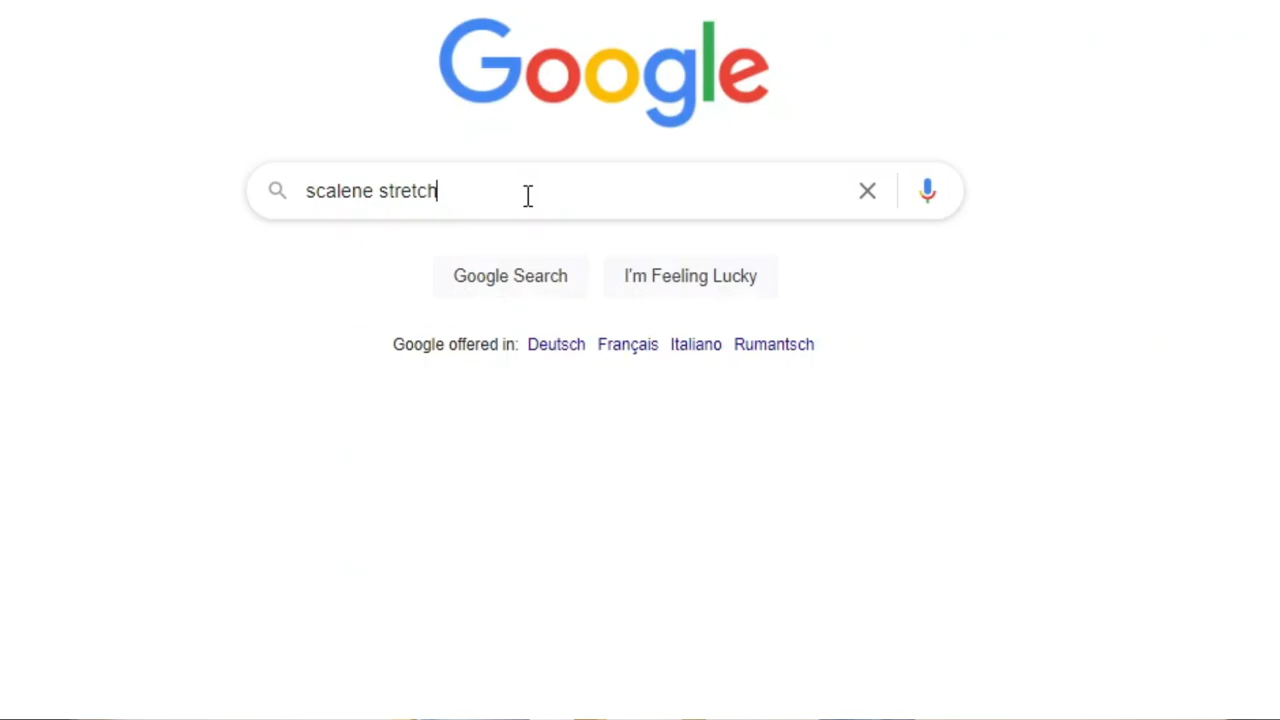 Google
scalene stretch
Google Search I'm Feeling Lucky
Google offered in: Deutsch Français Italiano Rumantsch